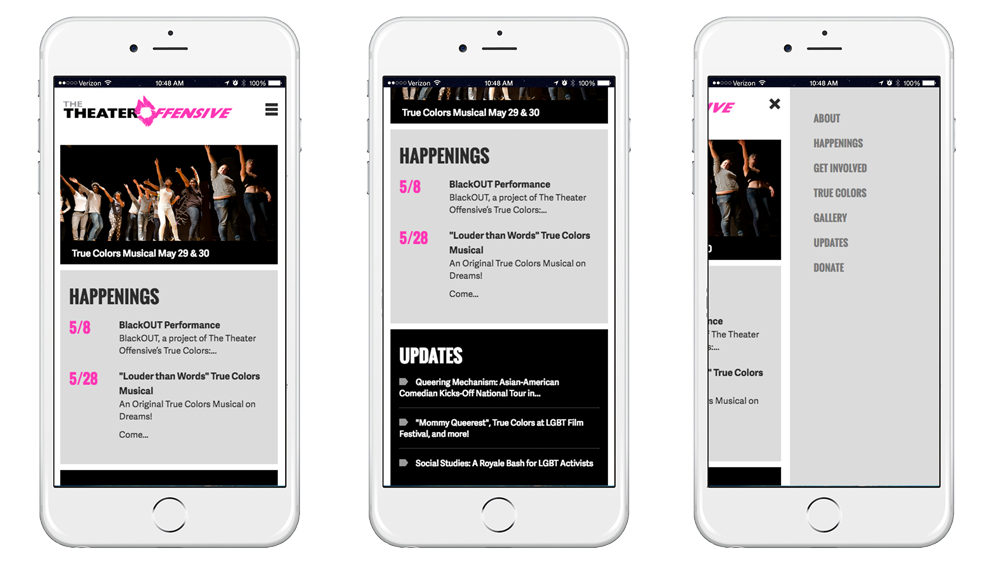 Verizon 10:48 AM 100%
THE
THEATER OFFENSIVE
True Colors Musical May 29 & 30
HAPPENINGS
5/8 BlackOUT Performance
BlackOUT, a project of The Theater
Offensive's True Colors:...
5/28 "Louder than Words" True Colors
Musical
An Original True Colors Musical on
Dreams!
Come...
Verizon 10:48 AM 100%
True Colors Musical May 29 & 30
HAPPENINGS
5/8 BlackOUT Performance
BlackOUT, a project of The Theater
Offensive's True Colors:...
5/28 "Louder than Words" True Colors
Musical
An Original True Colors Musical on
Dreams!
Come...
UPDATES
Queering Mechanism: Asian-American
Comedian Kicks-Off National Tour in...
"Mommy Queerest", True Colors at LGBT Film
Festival, and more!
Social Studies: A Royale Bash for LGBT Activists
Verizon 10:48 AM 100%
IVE
0
nce
f The Theater
s:...
" True Colors
Musical on
ABOUT
HAPPENINGS
GET INVOLVED
TRUE COLORS
GALLERY
UPDATES
DONATE